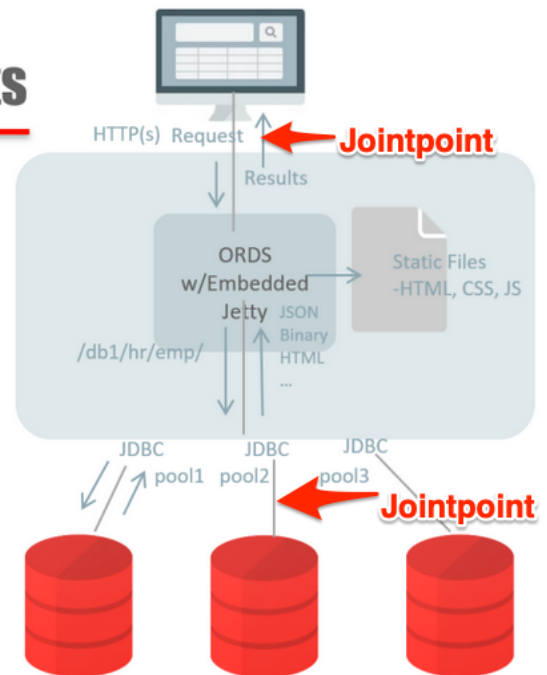 HTTP(s) Request
Jointpoint
Results
ORDS
w/Embedded
Jetty
JSON
Binary
HTML
...
Static Files
-HTML, CSS, JS
/db1/hr/emp/
JDBC
pool1
JDBC
pool2
JDBC
pool3
Jointpoint